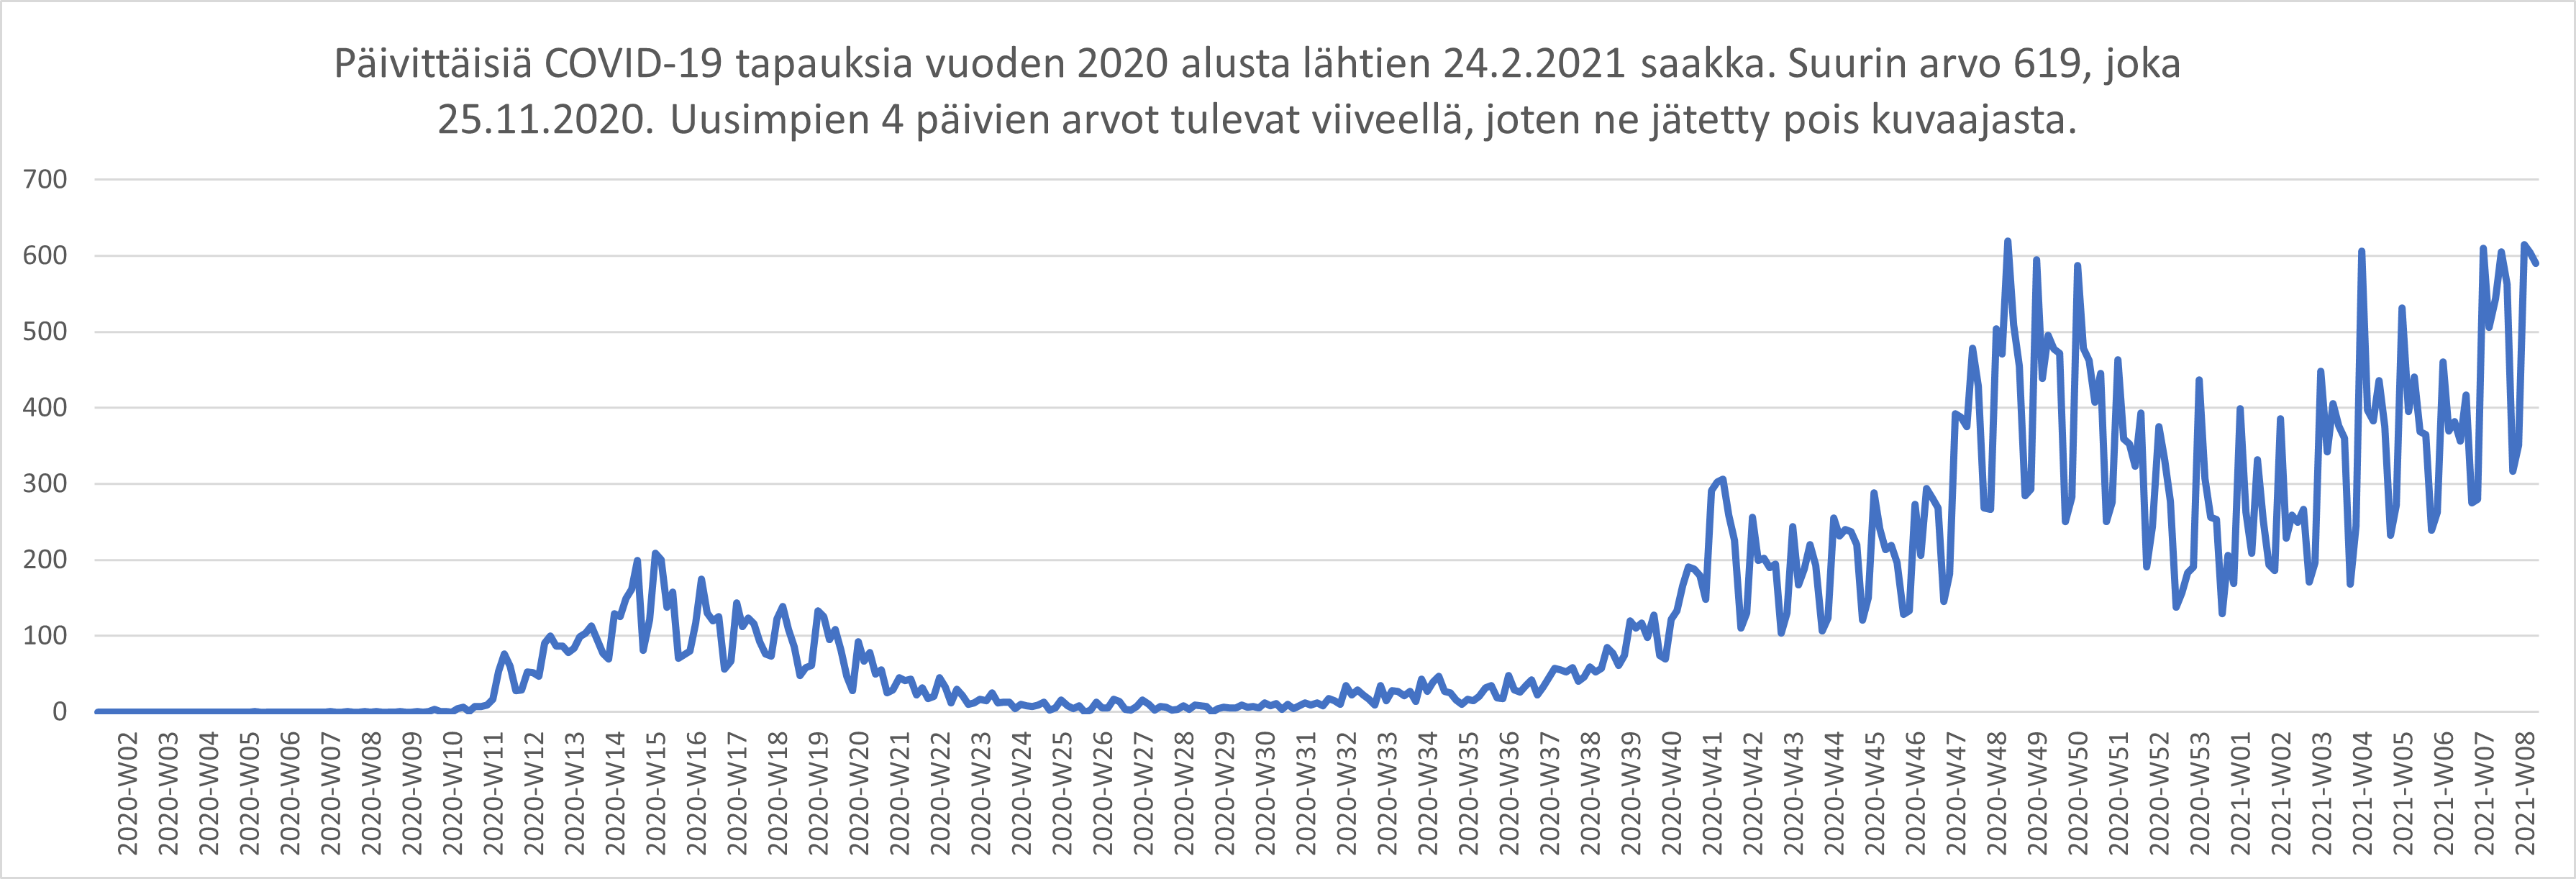 Päivittäisiä COVID-19 tapauksia vuoden 2020 alusta lähtien 24.2.2021 saakka. Suurin arvo 619, joka
25.11.2020. Uusimpien 4 päivien arvot tulevat viiveellä, joten ne jätetty pois kuvaajasta.
700
600
500
400
300
200
100
0
2020-W02
2020-W03
2020-W04
2020-W05
2020-W06
2020-W07
2020-W08
2020-W09
2020-W10
2020-W11
2020-W12
2020-W13
2020-W14
2020-W15
2020-W16
2020-W17
2020-W18
2020-W19
2020-W20
2020-W21
2020-W22
2020-W23
2020-W24
2020-W25
2020-W26
2020-W27
2020-W28
2020-W29
2020-W30
2020-W31
2020-W32
2020-W33
2020-W34
2020-W35
2020-W36
2020-W37
2020-W38
2020-W39
2020-W40
2020-W41
2020-W42
2020-W43
2020-W44
2020-W45
2020-W46
2020-W47
2020-W48
2020-W49
2020-W50
2020-W51
2020-W52
2020-W53
2021-W01
2021-W02
2021-W03
2021-W04
2021-W05
2021-W06
2021-W07
2021-W08